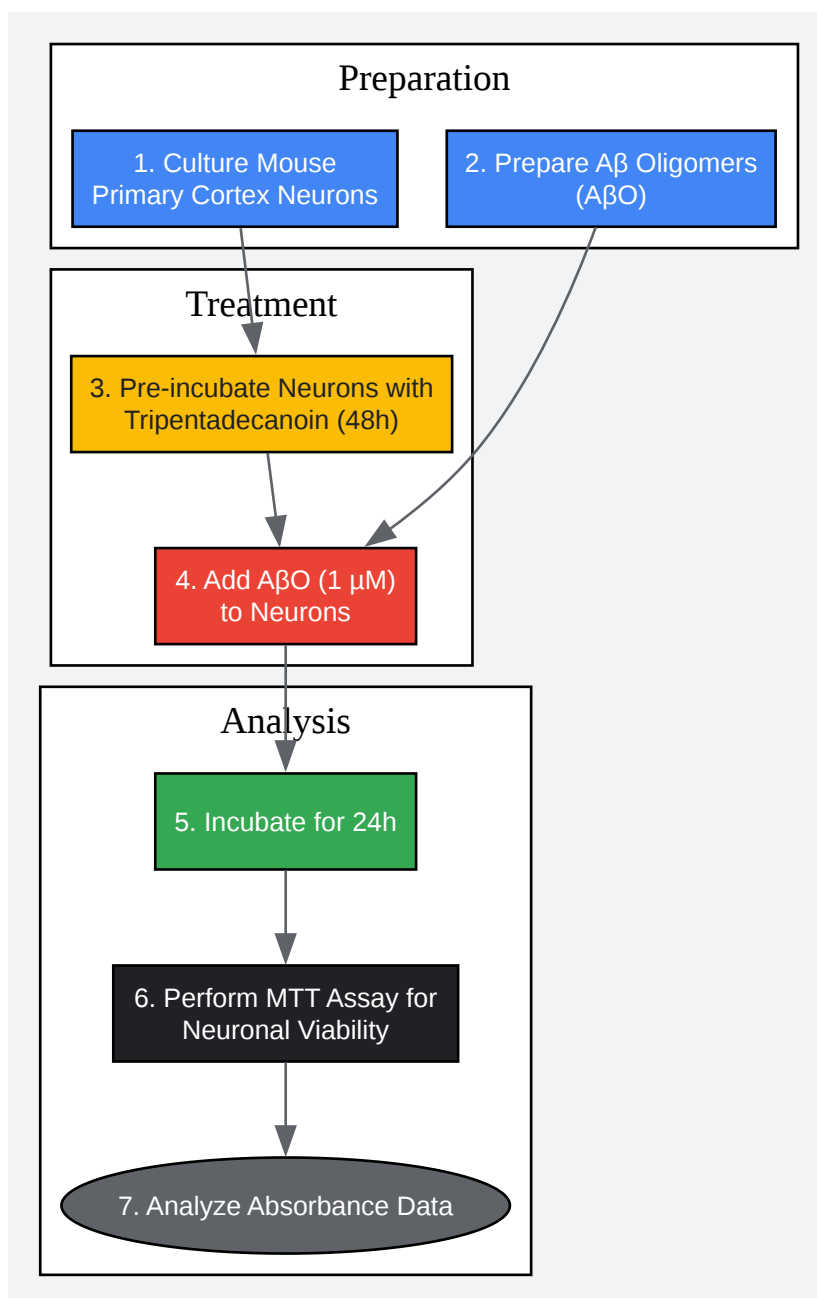 Preparation
1. Culture Mouse
Primary Cortex Neurons
2. Prepare Aβ Oligomers
(AβO)
Treatment
3. Pre-incubate Neurons with
Tripentadecanoin (48h)
4. Add AβO (1 µM)
to Neurons
Analysis
5. Incubate for 24h
6. Perform MTT Assay for
Neuronal Viability
7. Analyze Absorbance Data